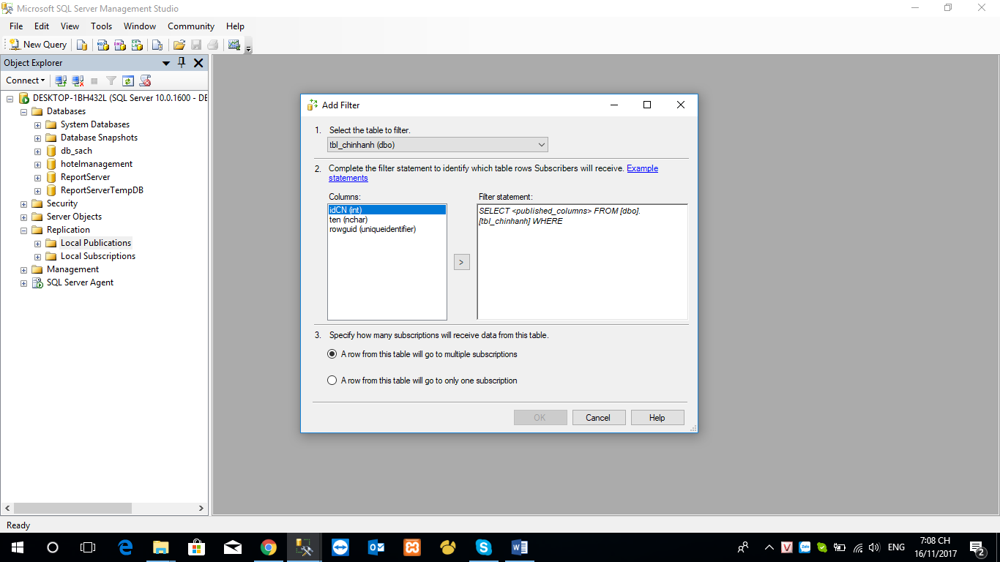 Microsoft SQL Server Management Studio
File Edit View Tools Window Community Help
New Query
Object Explorer
Connect
DESKTOP-1BH432L (SQL Server 10.0.1600 - DE
Databases
System Databases
Database Snapshots
db_sach
hotelmanagement
ReportServer
ReportServerTempDB
Security
Server Objects
Replication
Local Publications
Local Subscriptions
Management
SQL Server Agent
Add Filter
1. Select the table to filter.
tbl_chinhanh (dbo)
2. Complete the filter statement to identify which table rows Subscribers will receive. Example
statements
Columns:
idCN (int)
ten (nchar)
rowguid (uniqueidentifier)
>
Filter statement:
SELECT <published_columns> FROM [dbo].
[tbl_chinhanh] WHERE
3. Specify how many subscriptions will receive data from this table.
A row from this table will go to multiple subscriptions
A row from this table will go to only one subscription
OK Cancel Help
Ready
ENG
7:08 CH
16/11/2017
2